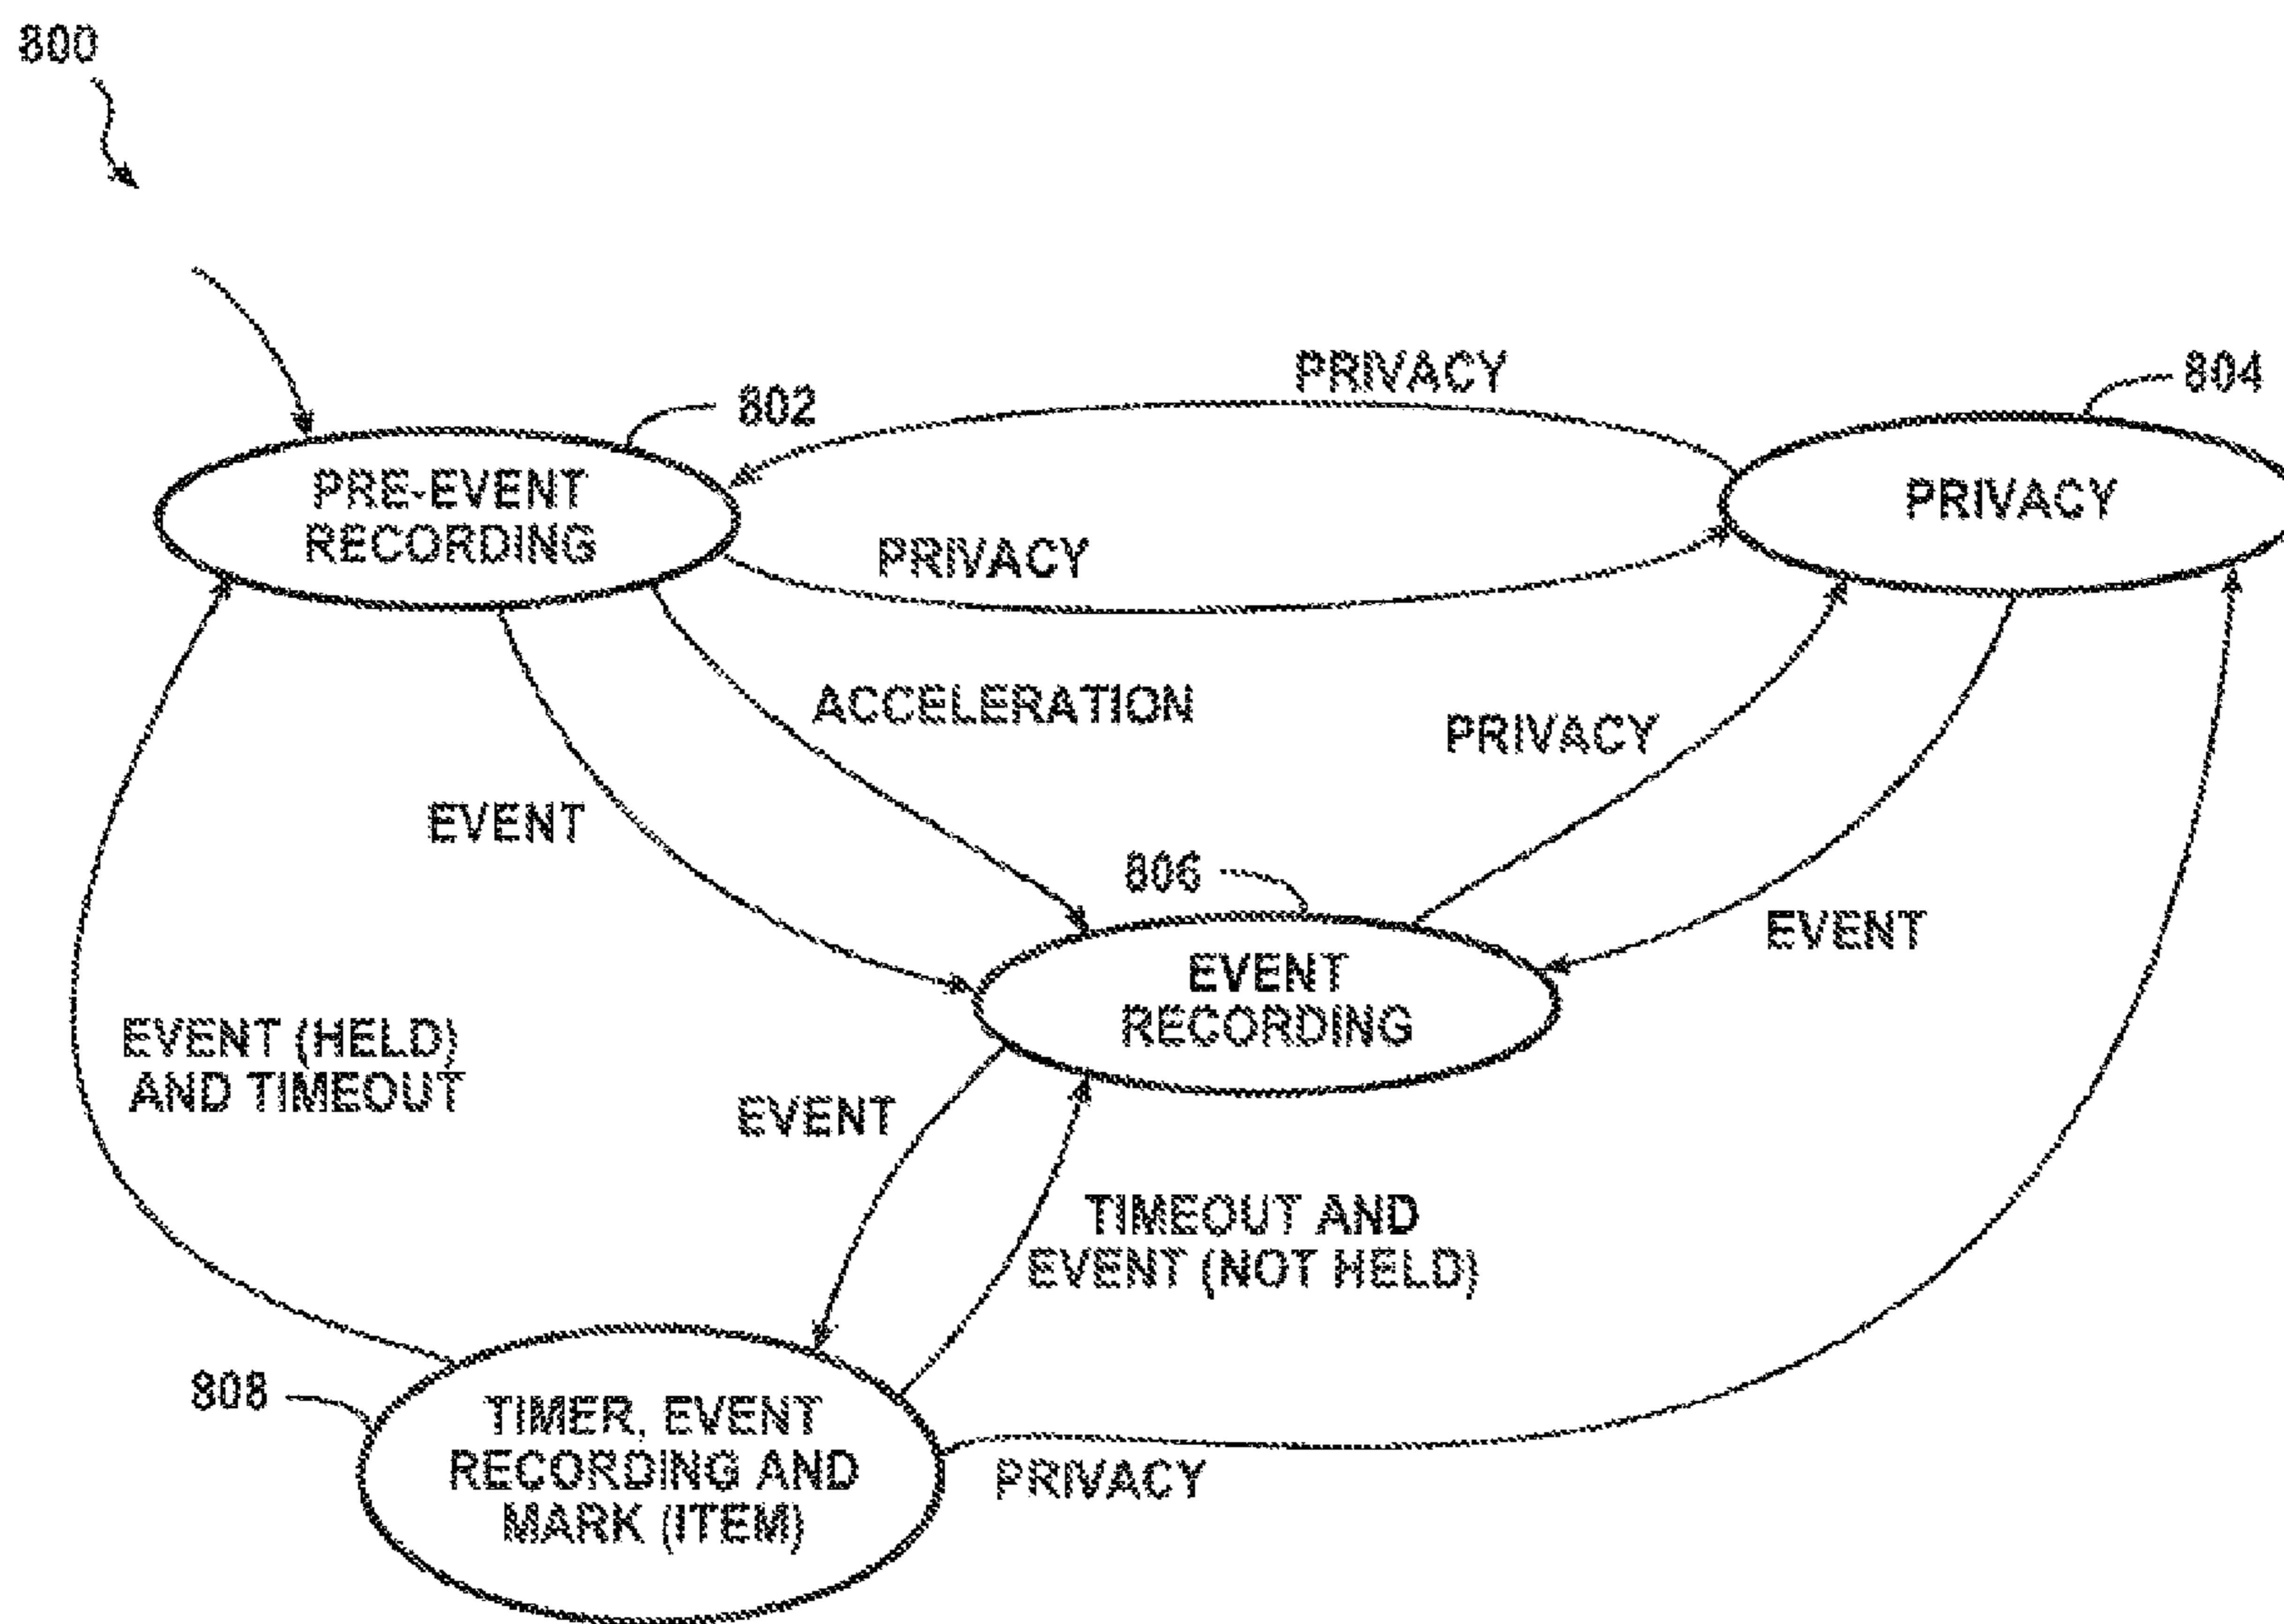 800
PRIVACY
804
802
PRE-EVENT
RECORDING
PRIVACY
PRIVACY
ACCELERATION
PRIVACY
EVENT
806
EVENT
EVENT
RECORDING
EVENT (HELD)
AND TIMEOUT
EVENT
TIMEOUT AND
EVENT (NOT HELD)
808
TIMER, EVENT
RECORDING AND
MARK (ITEM)
PRIVACY